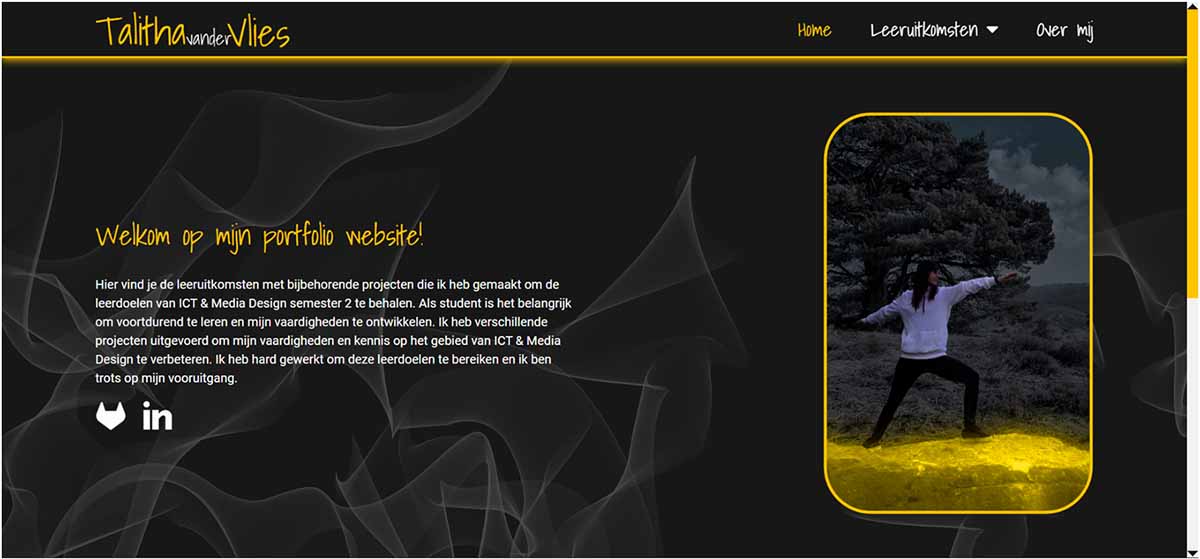 Talitha van der Vlies
Home Leeruitkomsten Over mij
Welkom op mijn portfolio website!
Hier vind je de leeruitkomsten met bijbehorende projecten die ik heb gemaakt om de
leerdoelen van ICT & Media Design semester 2 te behalen. Als student is het belangrijk
om voortdurend te leren en mijn vaardigheden te ontwikkelen. Ik heb verschillende
projecten uitgevoerd om mijn vaardigheden en kennis op het gebied van ICT & Media
Design te verbeteren. Ik heb hard gewerkt om deze leerdoelen te bereiken en ik ben
trots op mijn vooruitgang.
in